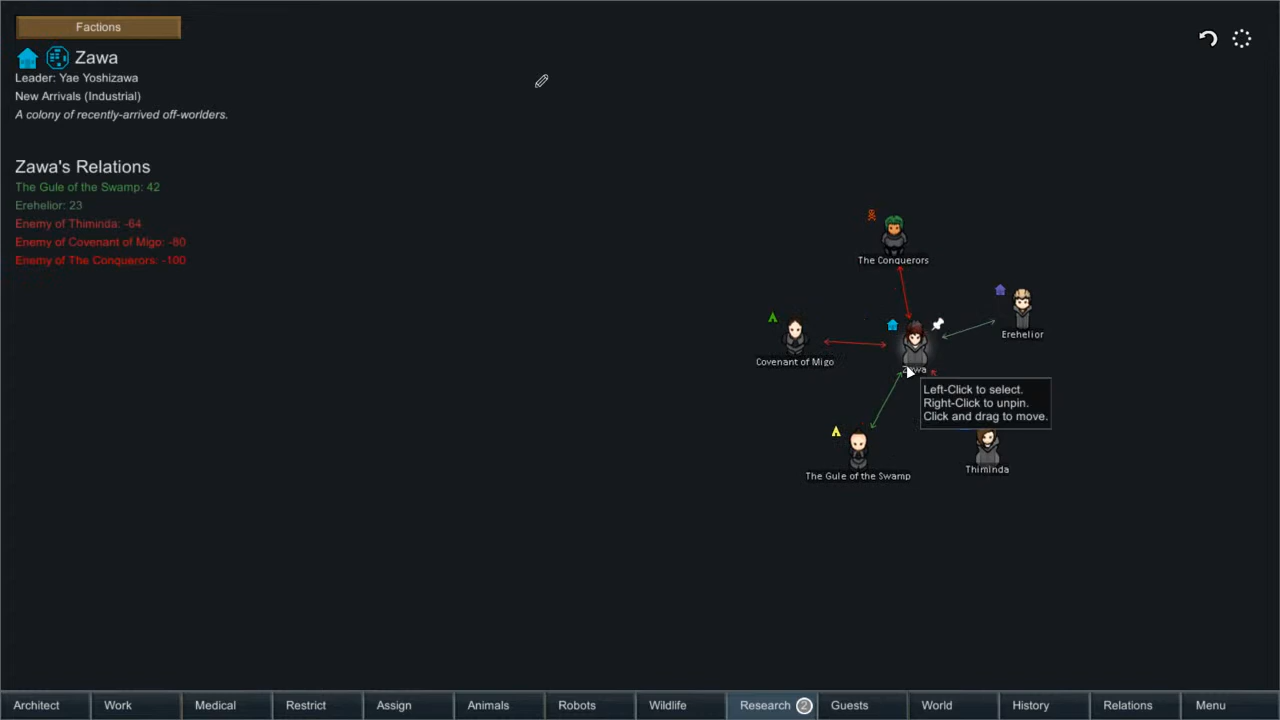 Factions
Zawa
Leader: Yae Yoshizawa
New Arrivals (Industrial)
A colony of recently-arrived off-worlders.
Zawa's Relations
The Gule of the Swamp: 42
Erehelior: 23
Enemy of Thiminda: -64
Enemy of Covenant of Migo: -80
Enemy of The Conquerors: -100
The Conquerors
Erehelior
Covenant of Migo
Zawa
Left-Click to select.
Right-Click to unpin.
Click and drag to move.
The Gule of the Swamp
Thiminda
Architect Work Medical Restrict Assign Animals Robots Wildlife Research 2 Guests World History Relations Menu